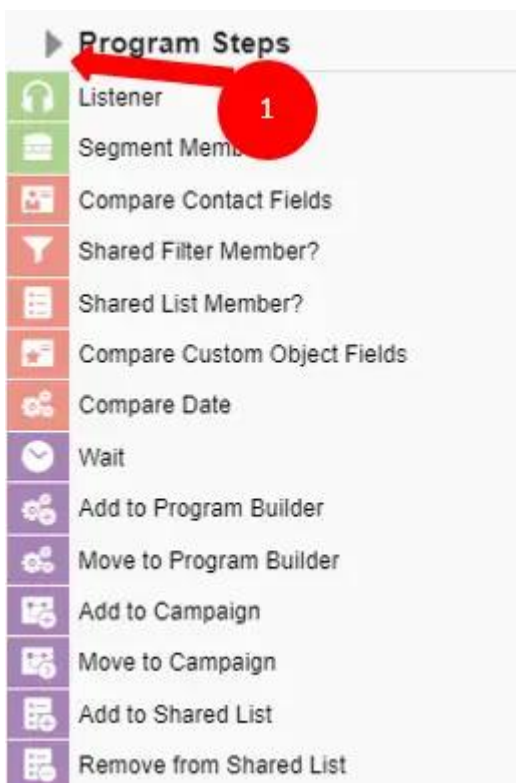 Program Steps
Listener
1
Segment
Compare Contact Fields
Shared Filter Member?
Shared List Member?
Compare Custom Object Fields
Compare Date
Wait
Add to Program Builder
Move to Program Builder
Add to Campaign
Move to Campaign
Add to Shared List
Remove from Shared List